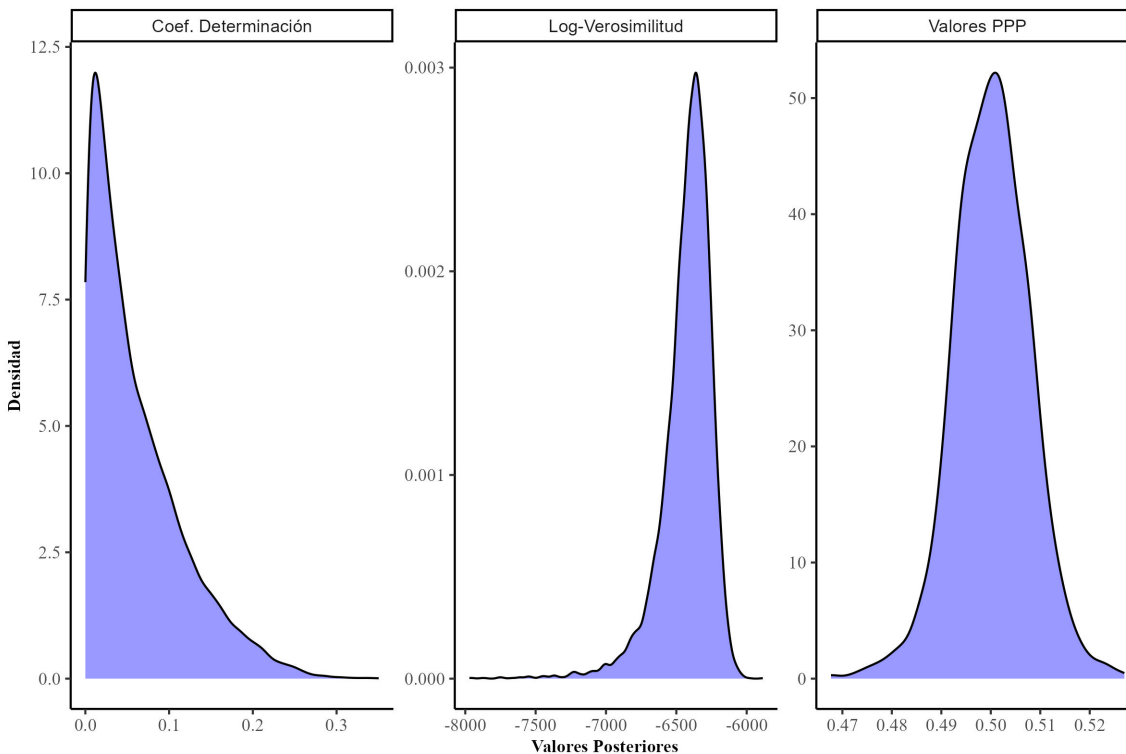 Coef. Determinación
Log-Verosimilitud
Valores PPP
Densidad
12.5
10.0
7.5
5.0
2.5
0.0
0.003
0.002
0.001
0.000
50
40
30
20
10
0
0.0 0.1 0.2 0.3
-8000 -7500 -7000 -6500 -6000
0.47 0.48 0.49 0.50 0.51 0.52
Valores Posteriores